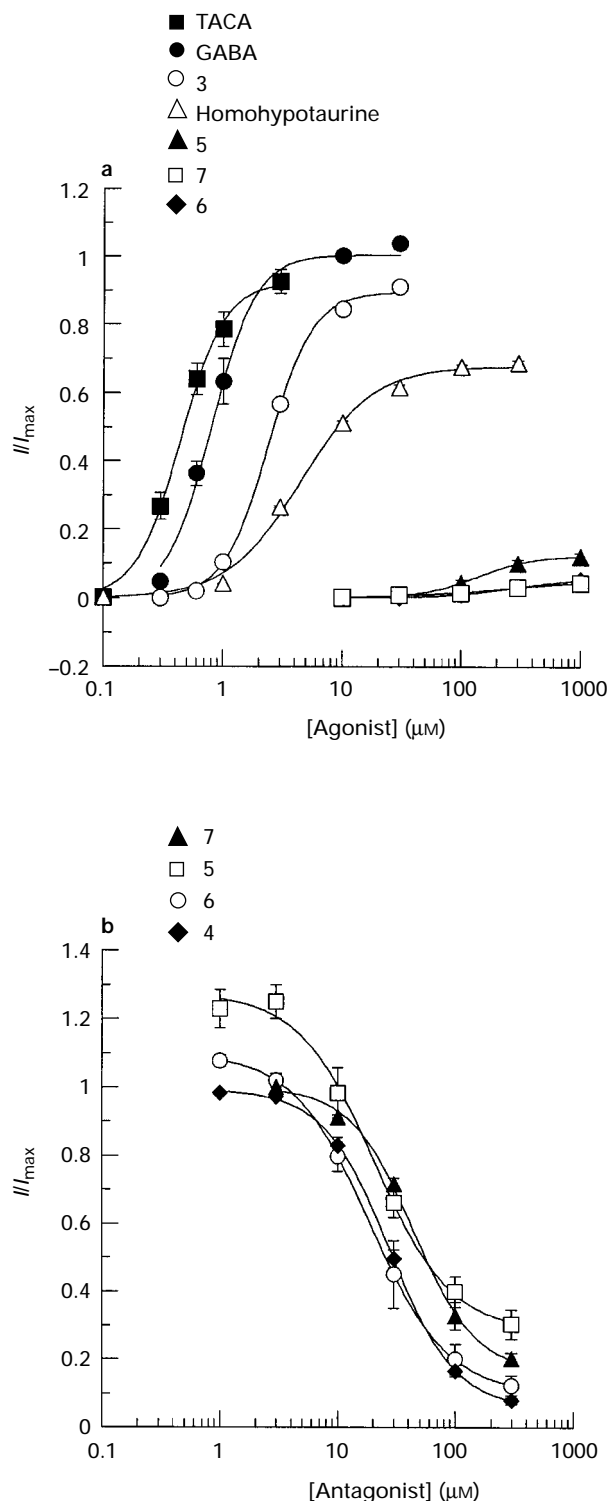 TACA
GABA
3
Homohypotaurine
5
7
6
a
1.2
1
0.8
0.6
0.4
0.2
0
–0.2
I/Imax
0.1 1 10 100 1000
[Agonist] (μM)
7
5
6
4
b
1.4
1.2
1
0.8
0.6
0.4
0.2
0
I/Imax
0.1 1 10 100 1000
[Antagonist] (μM)